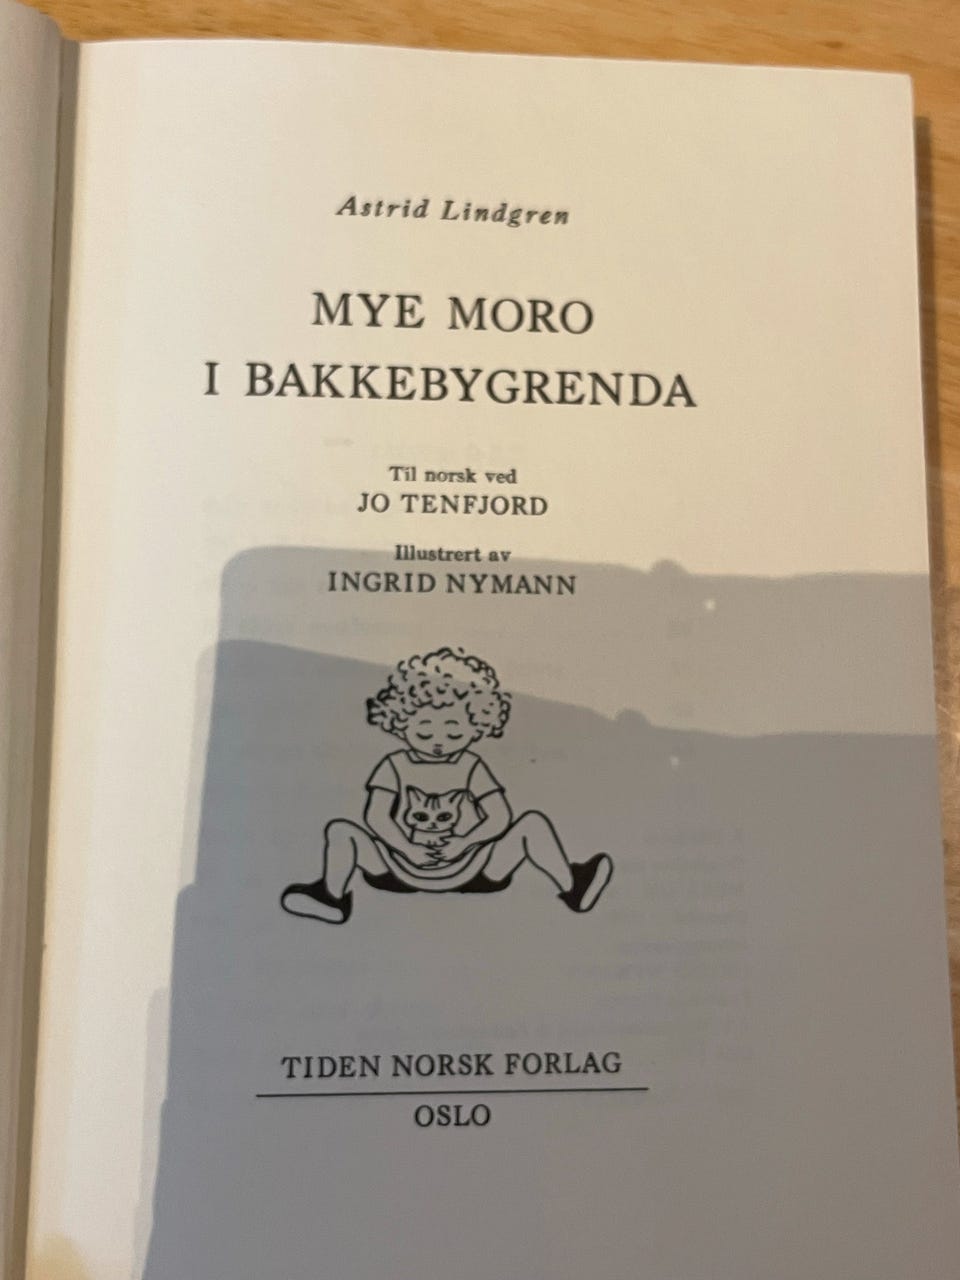 Astrid Lindgren
MYE MORO
I BAKKEBYGRENDA
Til norsk ved
JO TENFJORD
Illustrert av
INGRID NYMANN
TIDEN NORSK FORLAG
OSLO